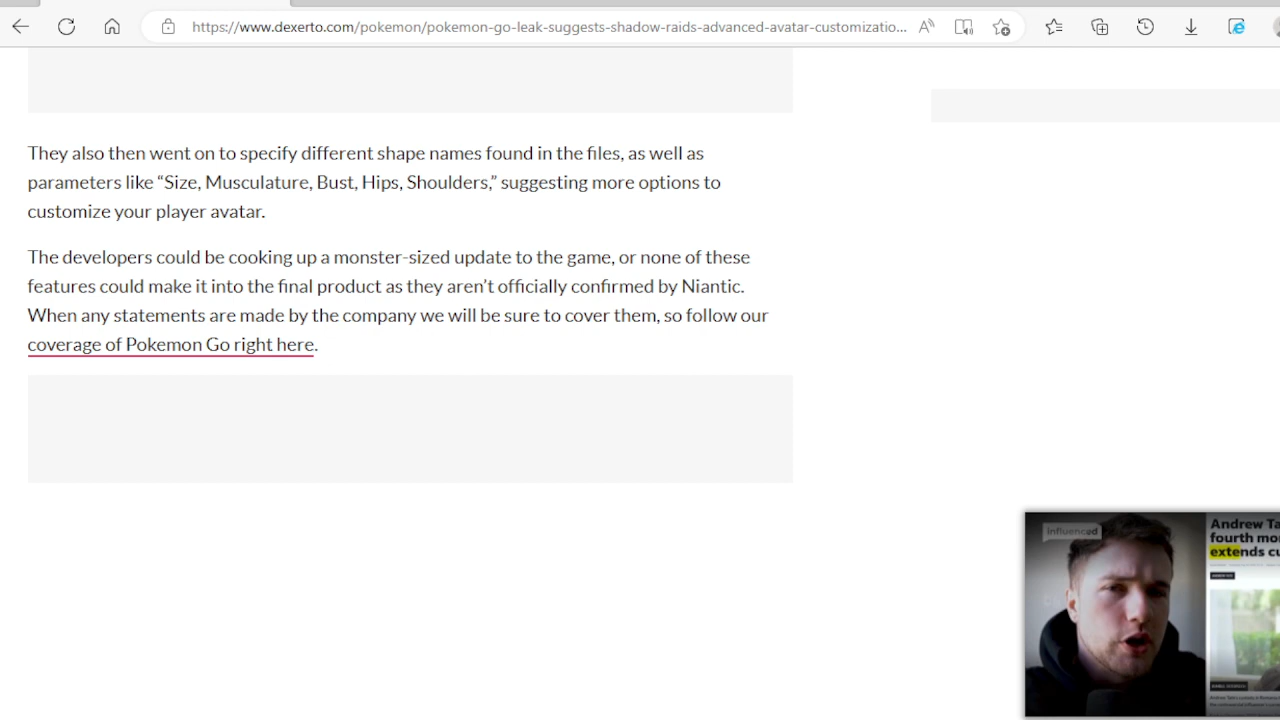 https://www.dexerto.com/pokemon/pokemon-go-leak-suggests-shadow-raids-advanced-avatar-customizatio...
They also then went on to specify different shape names found in the files, as well as
parameters like “Size, Musculature, Bust, Hips, Shoulders,” suggesting more options to
customize your player avatar.
The developers could be cooking up a monster-sized update to the game, or none of these
features could make it into the final product as they aren’t officially confirmed by Niantic.
When any statements are made by the company we will be sure to cover them, so follow our
coverage of Pokemon Go right here.
Influenced
Andrew Ta
fourth mo
extends cu